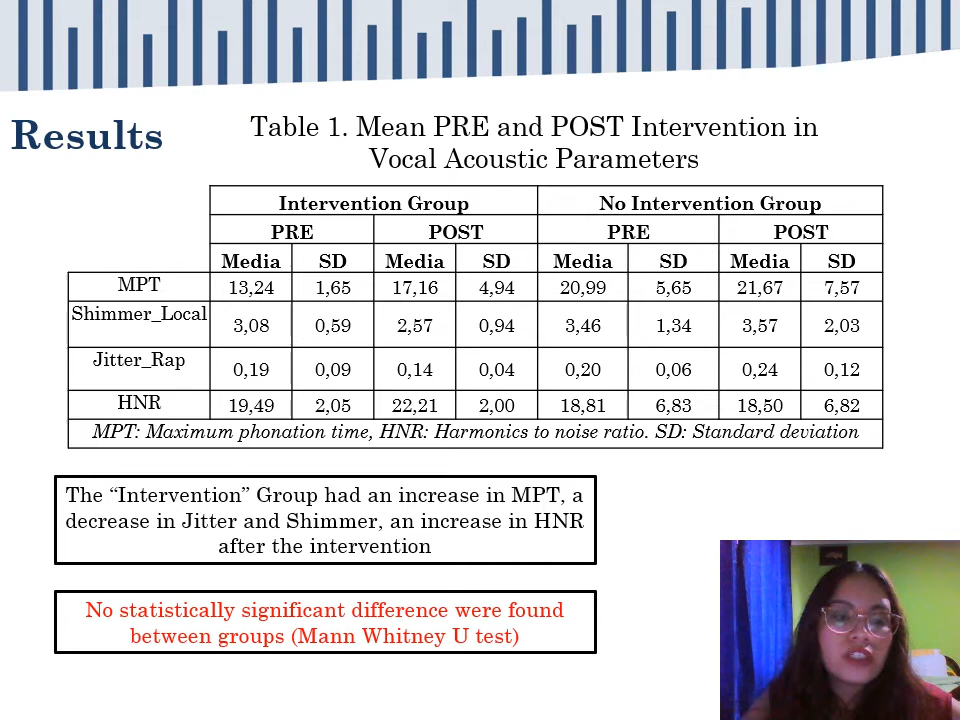 Results
Table 1. Mean PRE and POST Intervention in
Vocal Acoustic Parameters
Intervention Group No Intervention Group
PRE POST PRE POST
Media SD Media SD Media SD Media SD
MPT 13,24 1,65 17,16 4,94 20,99 5,65 21,67 7,57
Shimmer_Local 3,08 0,59 2,57 0,94 3,46 1,34 3,57 2,03
Jitter_Rap 0,19 0,09 0,14 0,04 0,20 0,06 0,24 0,12
HNR 19,49 2,05 22,21 2,00 18,81 6,83 18,50 6,82
MPT: Maximum phonation time, HNR: Harmonics to noise ratio. SD: Standard deviation
The “Intervention” Group had an increase in MPT, a
decrease in Jitter and Shimmer, an increase in HNR
after the intervention
No statistically significant difference were found
between groups (Mann Whitney U test)